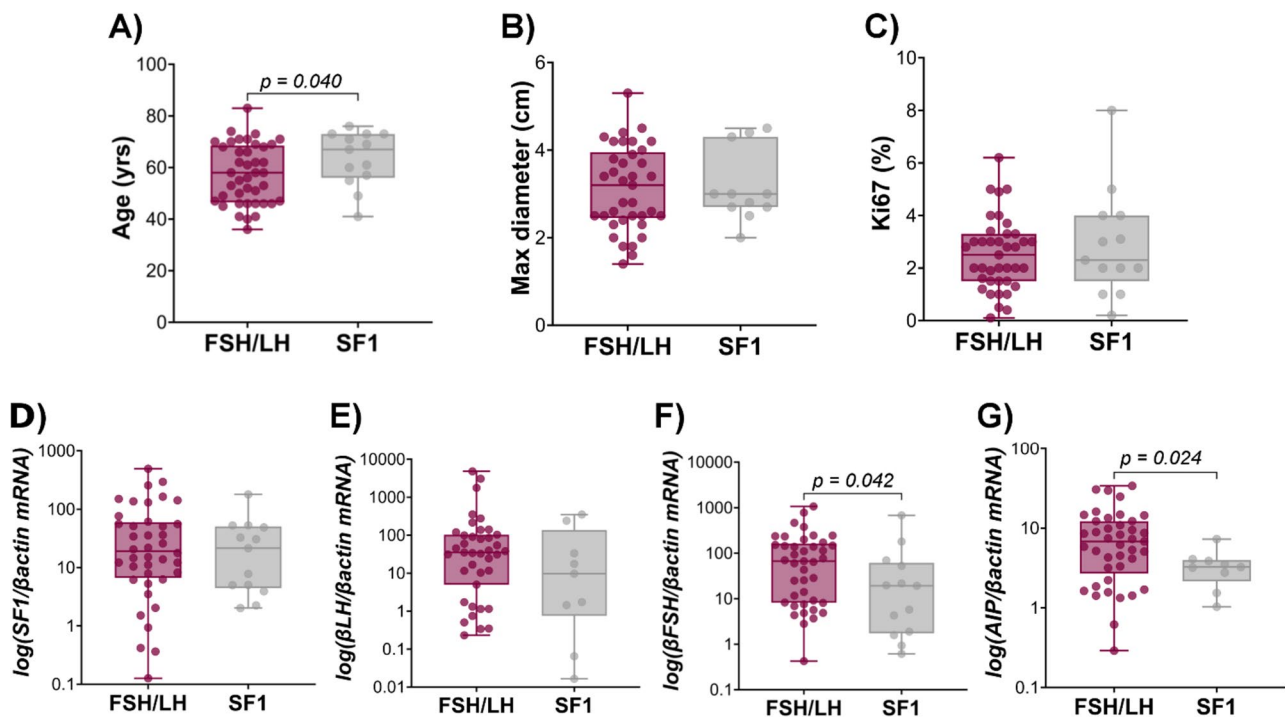 A)
Age (yrs)
100
80
60
40
20
0
p = 0.040
FSH/LH
SF1
B)
Max diameter (cm)
6
4
2
0
FSH/LH
SF1
C)
Ki67 (%)
10
8
6
4
2
0
FSH/LH
SF1
D)
log(SF1/βactin mRNA)
1000
100
10
1
0.1
FSH/LH
SF1
E)
log(βLH/βactin mRNA)
10000
1000
100
10
1
0.1
0.01
FSH/LH
SF1
F)
log(βFSH/βactin mRNA)
10000
1000
100
10
1
0.1
p = 0.042
FSH/LH
SF1
G)
log(AIP/βactin mRNA)
100
10
1
0.1
p = 0.024
FSH/LH
SF1